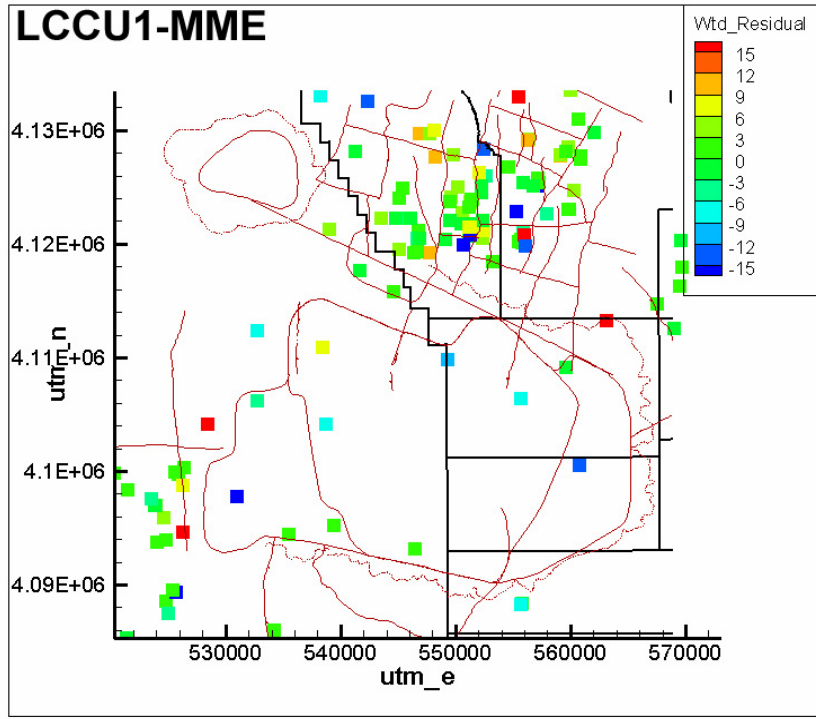 LCCU1-MME
Wtd_Residual
15
12
9
6
3
0
-3
-6
-9
-12
-15
4.13E+06
4.12E+06
4.11E+06
4.1E+06
4.09E+06
utm_n
530000 540000 550000 560000 570000
utm_e